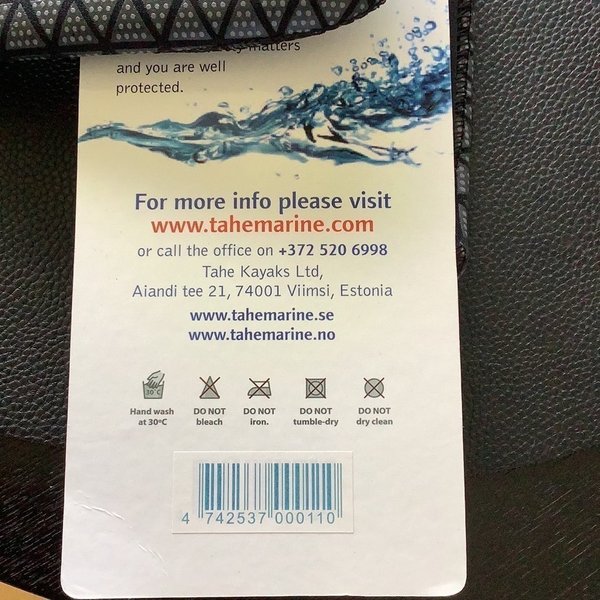 matters
and you are well
protected.
For more info please visit
www.tahemarine.com
or call the office on +372 520 6998
Tahe Kayaks Ltd,
Aiandi tee 21, 74001 Viimsi, Estonia
www.tahemarine.se
www.tahemarine.no
30°C
Hand wash DO NOT DO NOT DO NOT DO NOT
at 30ºC bleach iron. tumble-dry dry clean
4 742537 000110